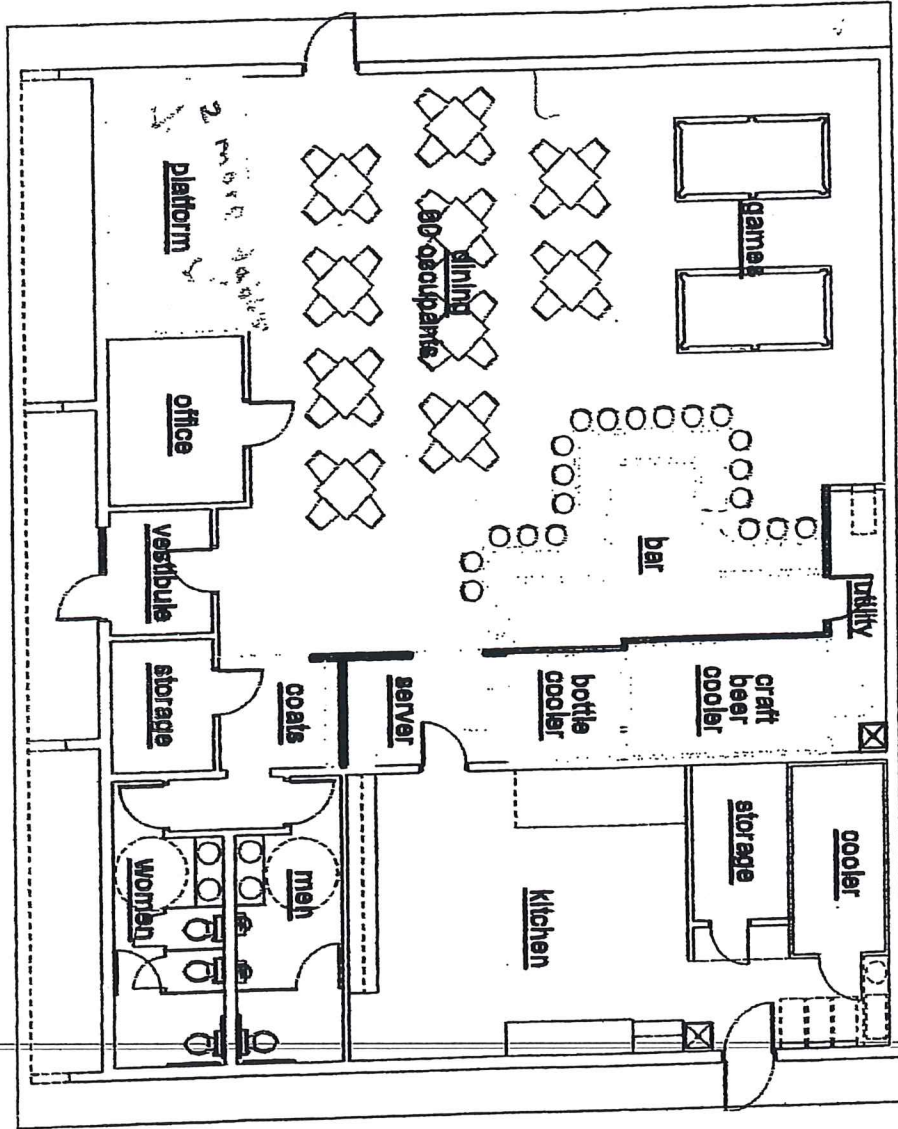 games
2 more tables
platform
dining
80 occupants
office
bar
utility
vestibule
storage
coats
server
bottle
cooler
craft
beer
cooler
storage
cooler
women
men
kitchen